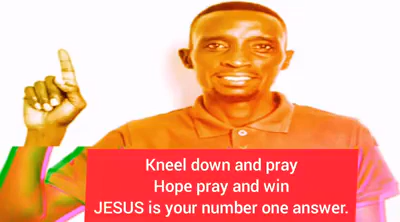 Kneel down and pray
Hope pray and win
JESUS is your number one answer.